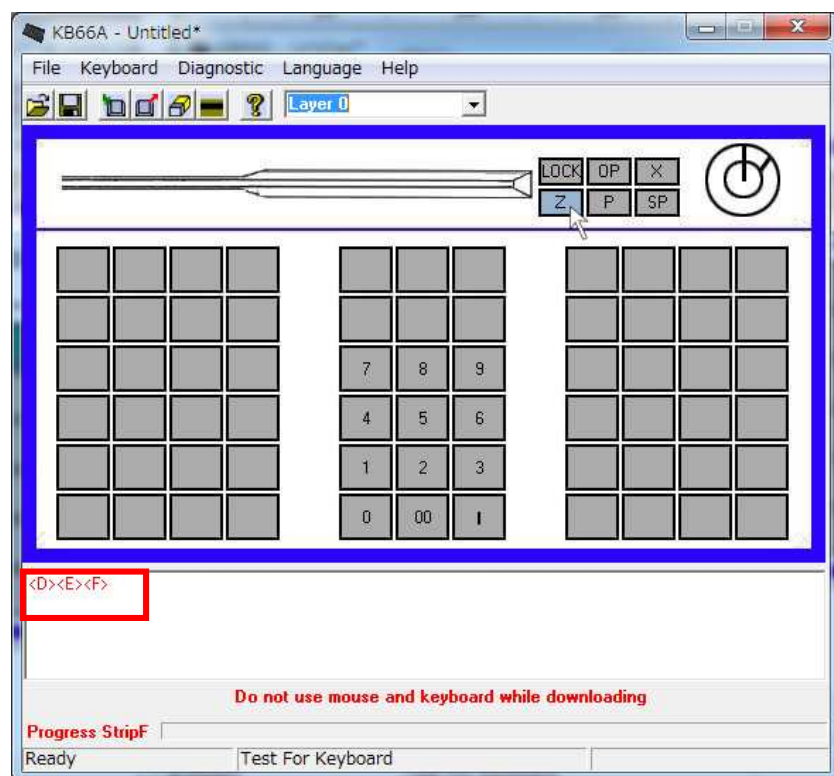 KB66A - Untitled*
File Keyboard Diagnostic Language Help
Layer 0
LOCK OP X
Z P SP
7 8 9
4 5 6
1 2 3
0 00 .
<D><E><F>
Do not use mouse and keyboard while downloading
Progress StripF
Ready Test For Keyboard